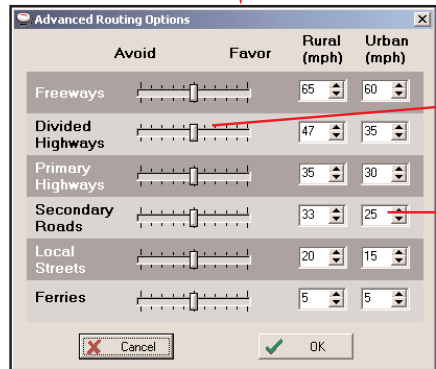 Advanced Routing Options
Avoid Favor Rural (mph) Urban (mph)
Freeways 65 60
Divided Highways 47 35
Primary Highways 35 30
Secondary Roads 33 25
Local Streets 20 15
Ferries 5 5
Cancel OK